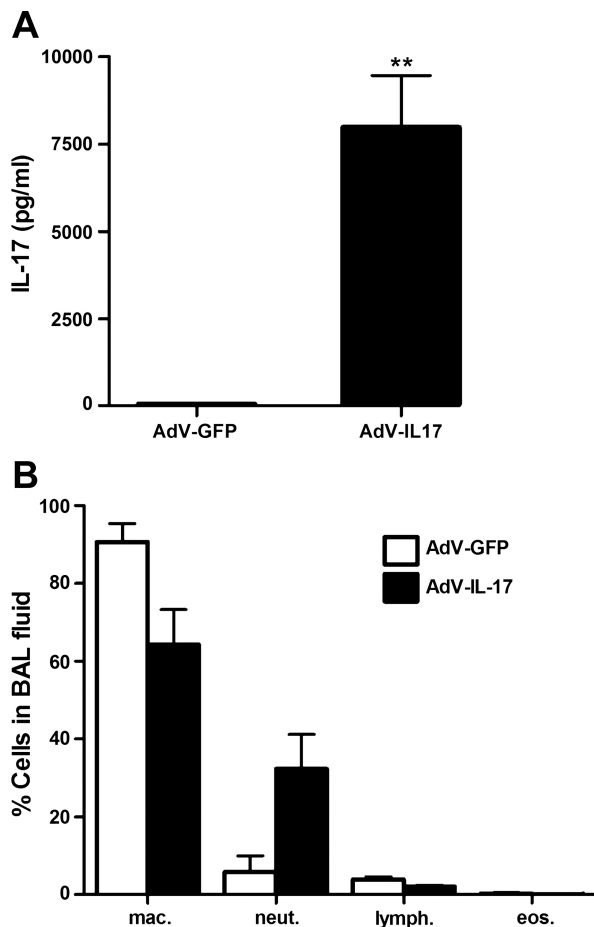 A
10000
7500
5000
2500
0
IL-17 (pg/ml)
**
AdV-GFP AdV-IL17
B
100
80
60
40
20
0
% Cells in BAL fluid
AdV-GFP
AdV-IL-17
mac. neut. lymph. eos.